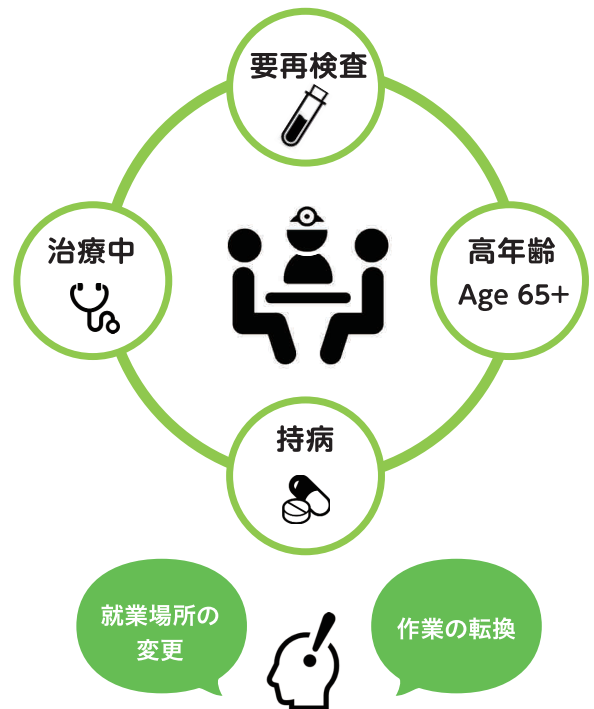 要再検査
治療中
高年齢
Age 65+
持病
就業場所の
変更
作業の転換